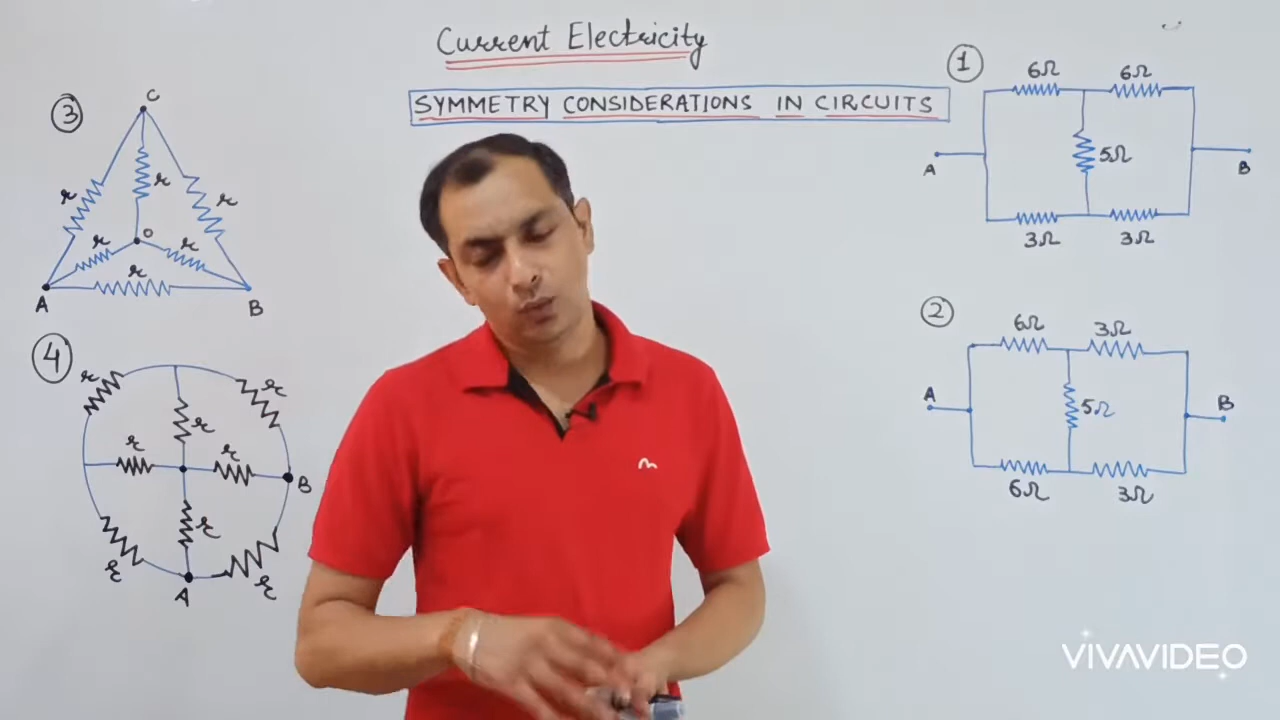 Current Electricity
SYMMETRY CONSIDERATIONS IN CIRCUITS
1
6Ω 6Ω
5Ω
A B
3Ω 3Ω
2
6Ω 3Ω
A 5Ω B
6Ω 3Ω
3
C
r r r
O
r r
r
A B
4
r r
r
r r
B
r
r r
A
VIVAVIDEO